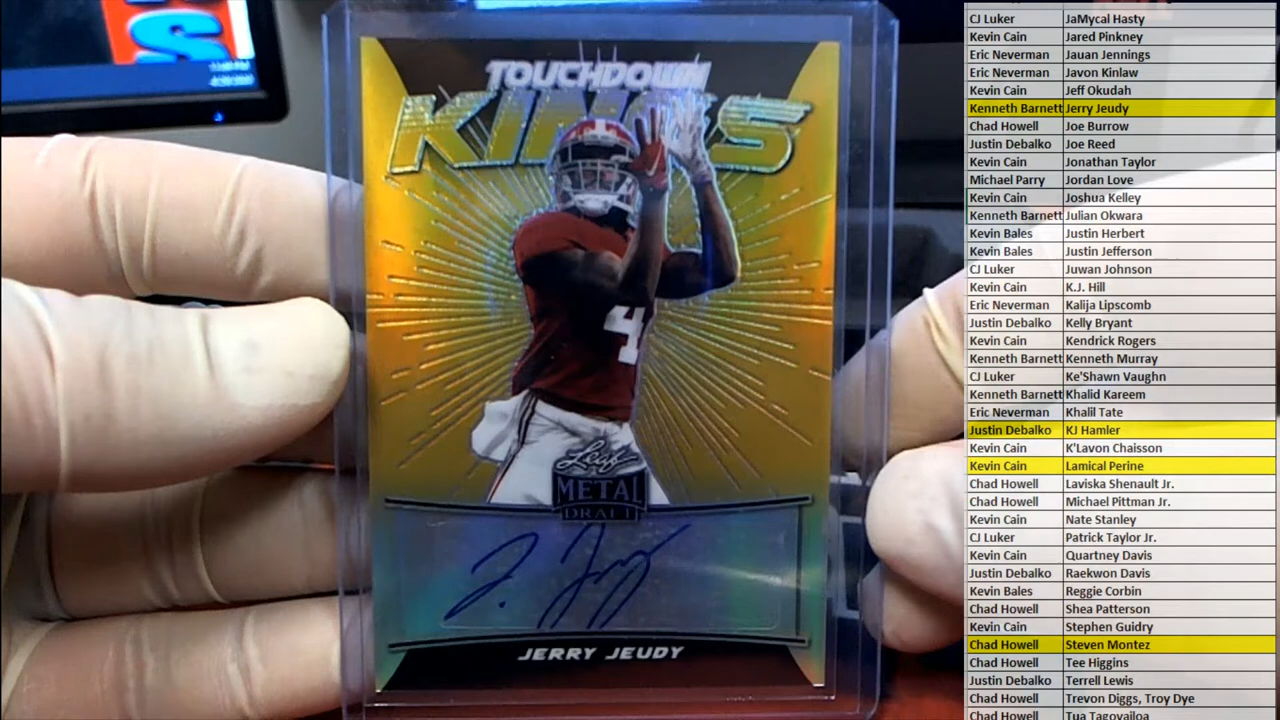 S
TOUCHDOWN
KINGS
4
Leaf
METAL
DRAFT
J. Jeudy
JERRY JEUDY
CJ Luker JaMycal Hasty
Kevin Cain Jared Pinkney
Eric Neverman Jauan Jennings
Eric Neverman Javon Kinlaw
Kevin Cain Jeff Okudah
Kenneth Barnett Jerry Jeudy
Chad Howell Joe Burrow
Justin Debalko Joe Reed
Kevin Cain Jonathan Taylor
Michael Parry Jordan Love
Kevin Cain Joshua Kelley
Kenneth Barnett Julian Okwara
Kevin Bales Justin Herbert
Kevin Bales Justin Jefferson
CJ Luker Juwan Johnson
Kevin Cain K.J. Hill
Eric Neverman Kalija Lipscomb
Justin Debalko Kelly Bryant
Kevin Cain Kendrick Rogers
Kenneth Barnett Kenneth Murray
CJ Luker Ke'Shawn Vaughn
Kenneth Barnett Khalid Kareem
Eric Neverman Khalil Tate
Justin Debalko KJ Hamler
Kevin Cain K'Lavon Chaisson
Kevin Cain Lamical Perine
Chad Howell Laviska Shenault Jr.
Chad Howell Michael Pittman Jr.
Kevin Cain Nate Stanley
CJ Luker Patrick Taylor Jr.
Kevin Cain Quartney Davis
Justin Debalko Raekwon Davis
Kevin Bales Reggie Corbin
Chad Howell Shea Patterson
Kevin Cain Stephen Guidry
Chad Howell Steven Montez
Chad Howell Tee Higgins
Justin Debalko Terrell Lewis
Chad Howell Trevon Diggs, Troy Dye
Chad Howell Tua Tagovailoa